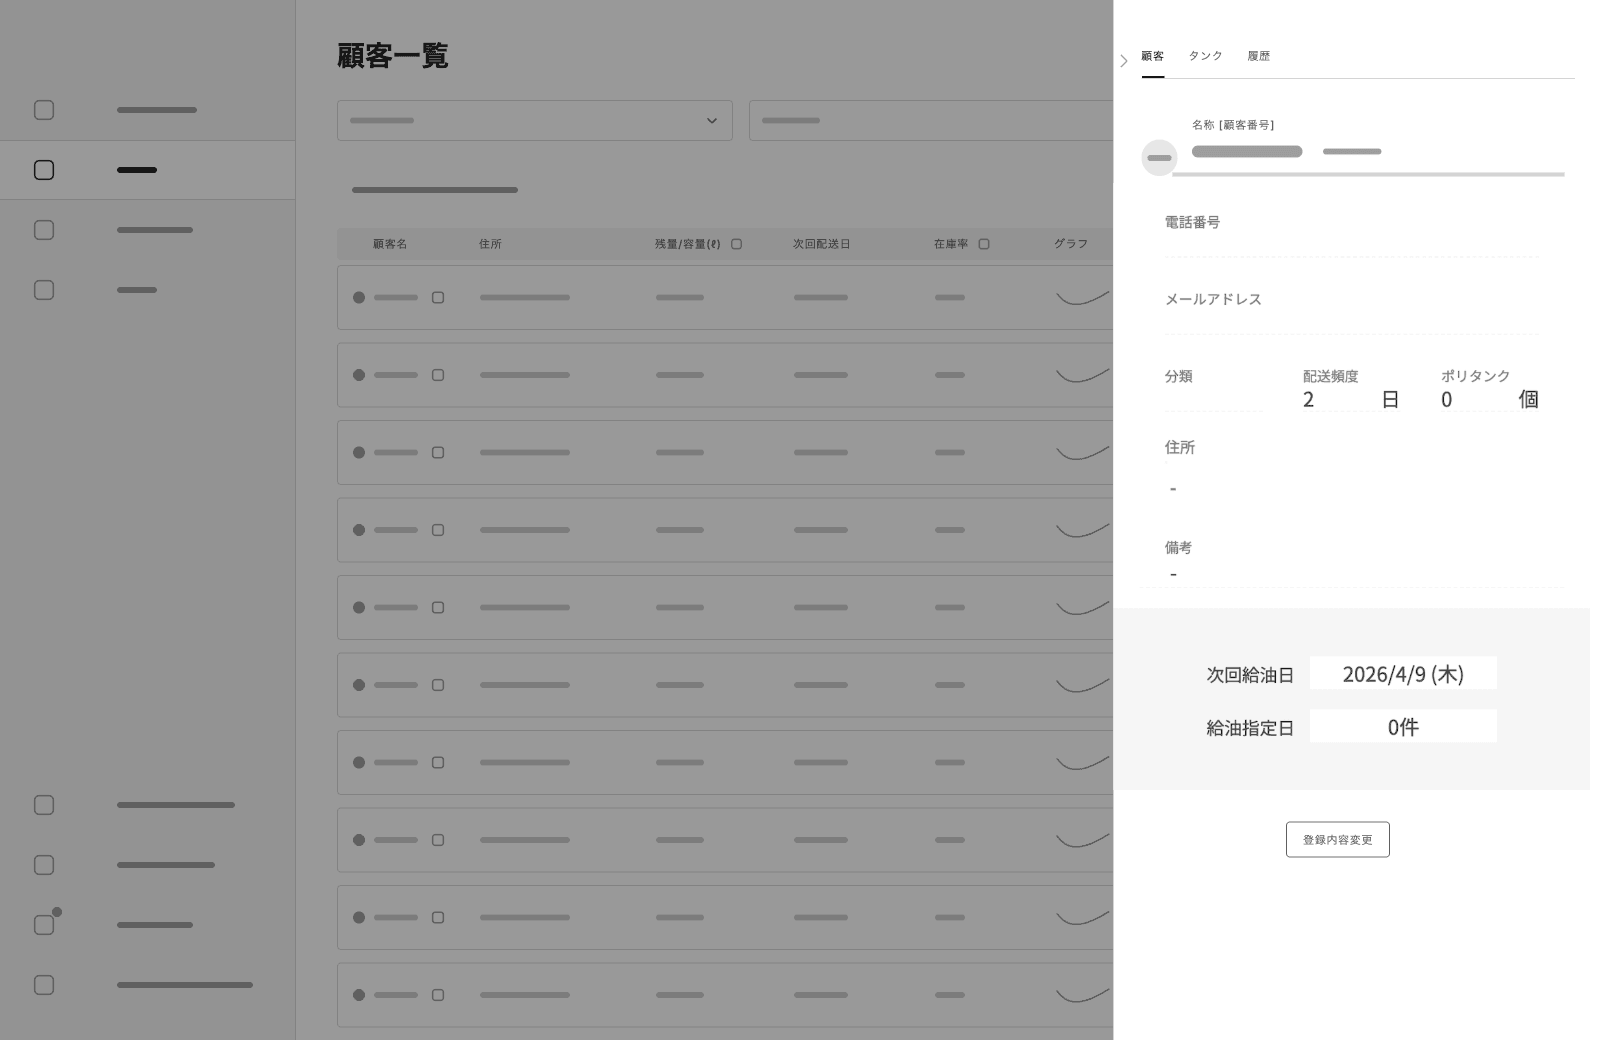 顧客一覧
顧客名 住所 残量/容量(ℓ) 次回配送日 在庫率 グラフ
顧客 タンク 履歴
名称 [顧客番号]
電話番号
メールアドレス
分類 配送頻度 ポリタンク
2 日 0 個
住所
-
備考
-
次回給油日 2026/4/9 (木)
給油指定日 0件
登録内容変更